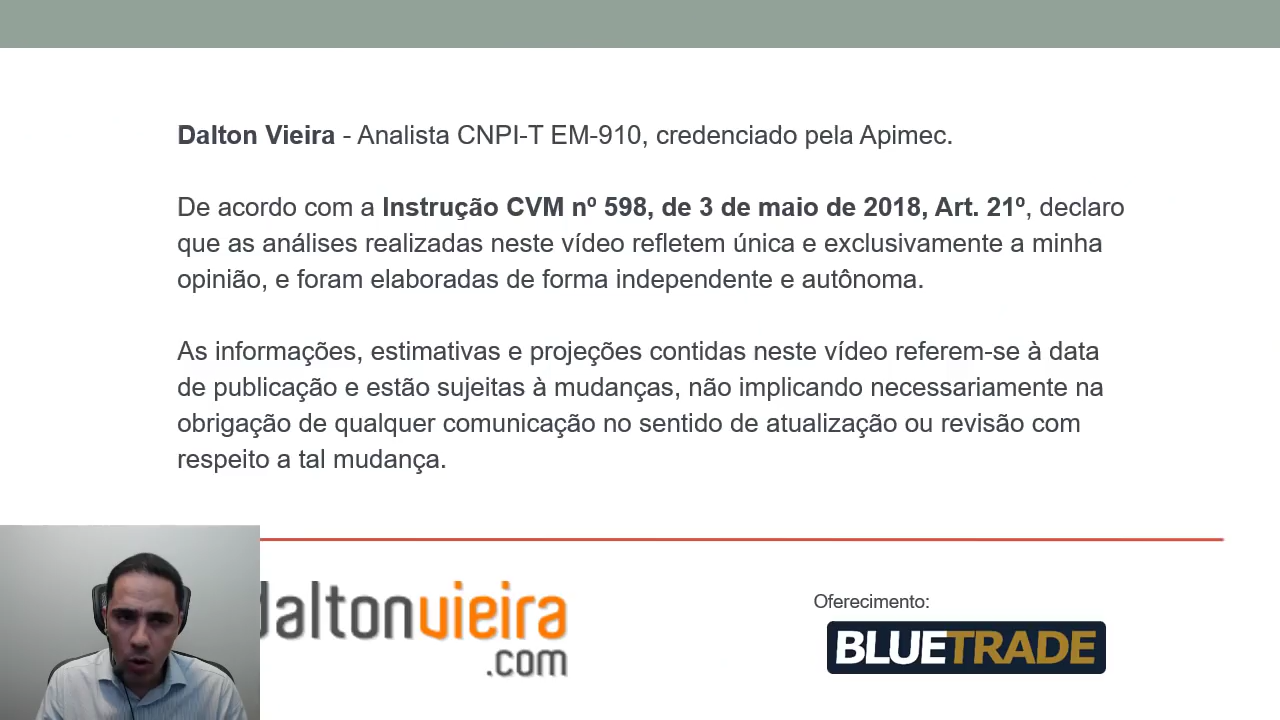 Dalton Vieira - Analista CNPI-T EM-910, credenciado pela Apimec.
De acordo com a Instrução CVM nº 598, de 3 de maio de 2018, Art. 21º, declaro
que as análises realizadas neste vídeo refletem única e exclusivamente a minha
opinião, e foram elaboradas de forma independente e autônoma.
As informações, estimativas e projeções contidas neste vídeo referem-se à data
de publicação e estão sujeitas à mudanças, não implicando necessariamente na
obrigação de qualquer comunicação no sentido de atualização ou revisão com
respeito a tal mudança.
daltonvieira
.com
Oferecimento:
BLUETRADE